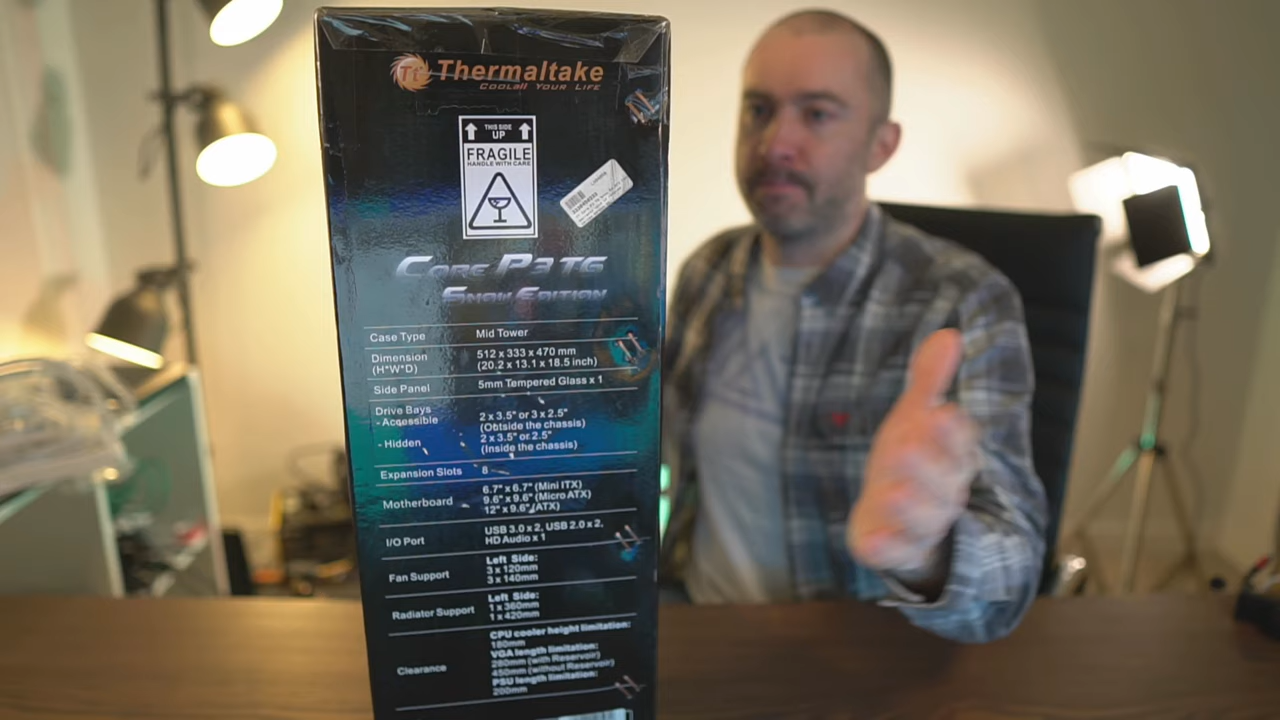 Tt Thermaltake
COOLall YOUR LIFE
THIS SIDE
UP
FRAGILE
HANDLE WITH CARE
CORE P3 TG
SNOW EDITION
Case Type Mid Tower
Dimension 512 x 333 x 470 mm
(H*W*D) (20.2 x 13.1 x 18.5 inch)
Side Panel 5mm Tempered Glass x 1
Drive Bays
- Accessible 2 x 3.5" or 3 x 2.5"
(Outside the chassis)
- Hidden 2 x 3.5" or 2.5"
(Inside the chassis)
Expansion Slots 8
Motherboard 6.7" x 6.7" (Mini ITX)
9.6" x 9.6" (Micro ATX)
12" x 9.6" (ATX)
I/O Port USB 3.0 x 2, USB 2.0 x 2,
HD Audio x 1
Fan Support Left Side:
3 x 120mm
3 x 140mm
Radiator Support Left Side:
1 x 360mm
1 x 420mm
Clearance CPU cooler height limitation:
180mm
VGA length limitation:
280mm (with Reservoir)
450mm (without Reservoir)
PSU length limitation:
200mm